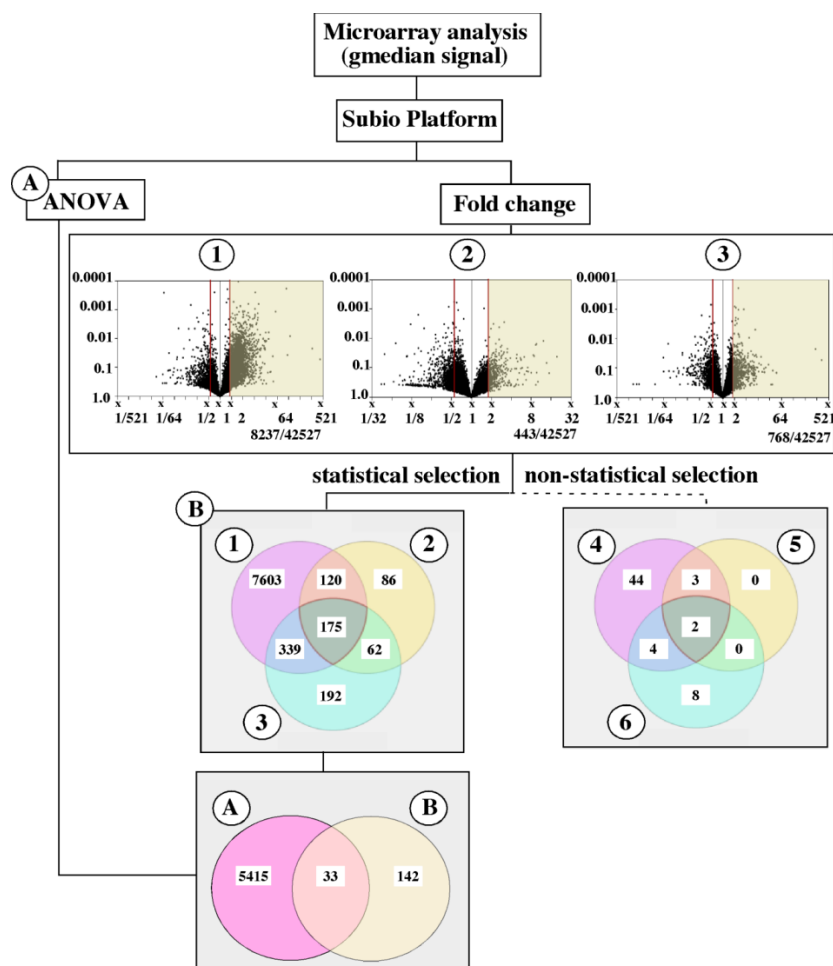 Microarray analysis
(gmedian signal)
Subio Platform
A
ANOVA
Fold change
1
2
3
0.0001
0.001
0.01
0.1
1.0
x x x x x x x
1/521 1/64 1/2 1 2 64 521
8237/42527
0.0001
0.001
0.01
0.1
1.0
x x x x x x x
1/32 1/8 1/2 1 2 8 32
443/42527
0.0001
0.001
0.01
0.1
1.0
x x x x x x x
1/521 1/64 1/2 1 2 64 521
768/42527
statistical selection
non-statistical selection
B
1
2
7603
120
86
175
339
62
192
3
4
5
44
3
0
2
4
0
8
6
A
B
5415
33
142